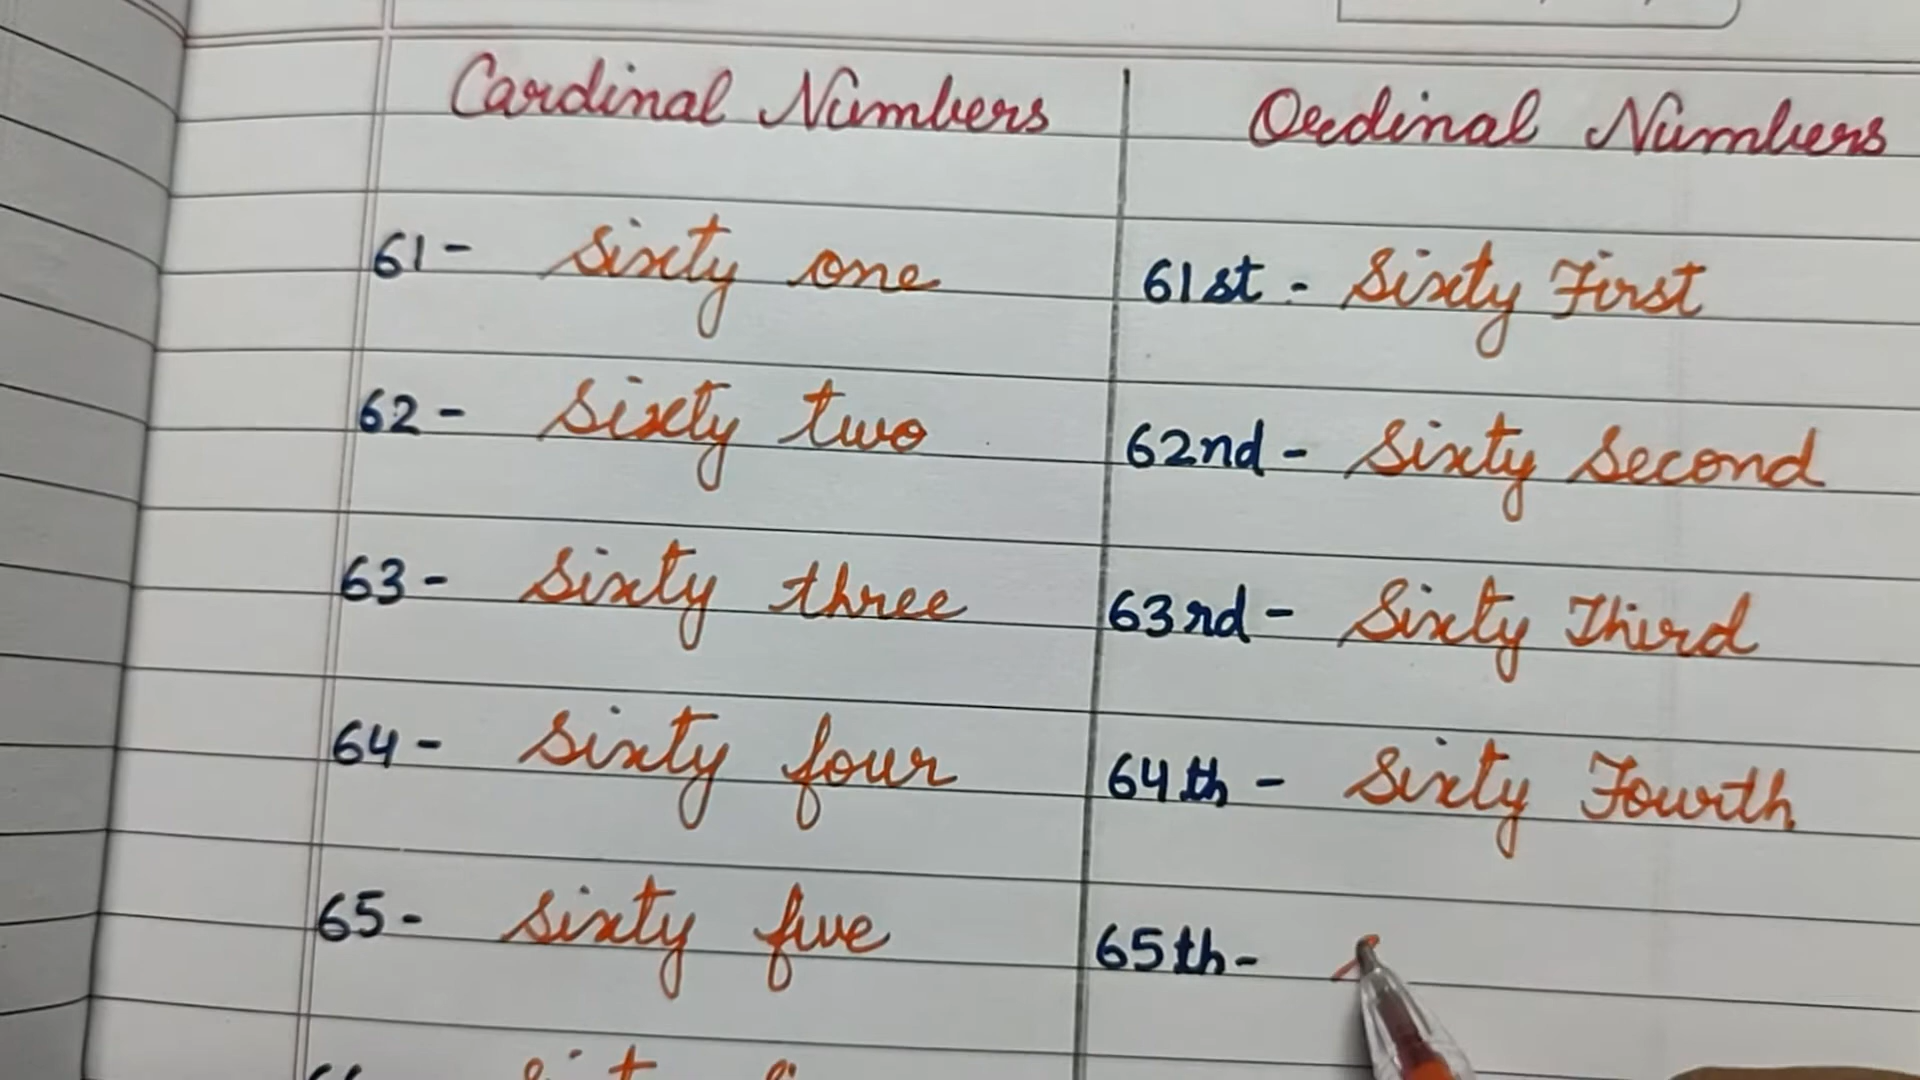 Cardinal Numbers Ordinal Numbers
61- Sixty one 61st - Sixty First
62 - Sixty two 62nd - Sixty Second
63 - Sixty three 63rd - Sixty Third
64 - Sixty four 64th - Sixty Fourth
65 - Sixty five 65th -